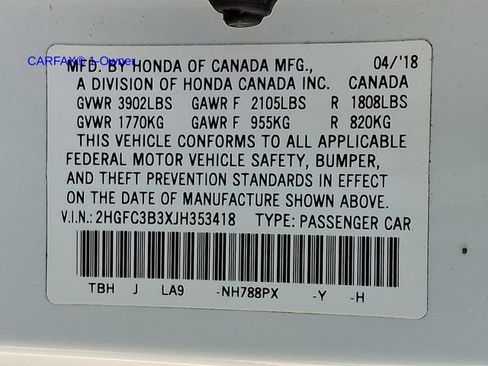 CARFAX® 1-Owner
MFD. BY HONDA OF CANADA MFG., 04/'18
A DIVISION OF HONDA CANADA INC. CANADA
GVWR 3902LBS GAWR F 2105LBS R 1808LBS
GVWR 1770KG GAWR F 955KG R 820KG
THIS VEHICLE CONFORMS TO ALL APPLICABLE
FEDERAL MOTOR VEHICLE SAFETY, BUMPER,
AND THEFT PREVENTION STANDARDS IN EFFECT
ON THE DATE OF MANUFACTURE SHOWN ABOVE.
V.I.N.: 2HGFC3B3XJH353418 TYPE: PASSENGER CAR
TBH J LA9 -NH788PX -Y -H